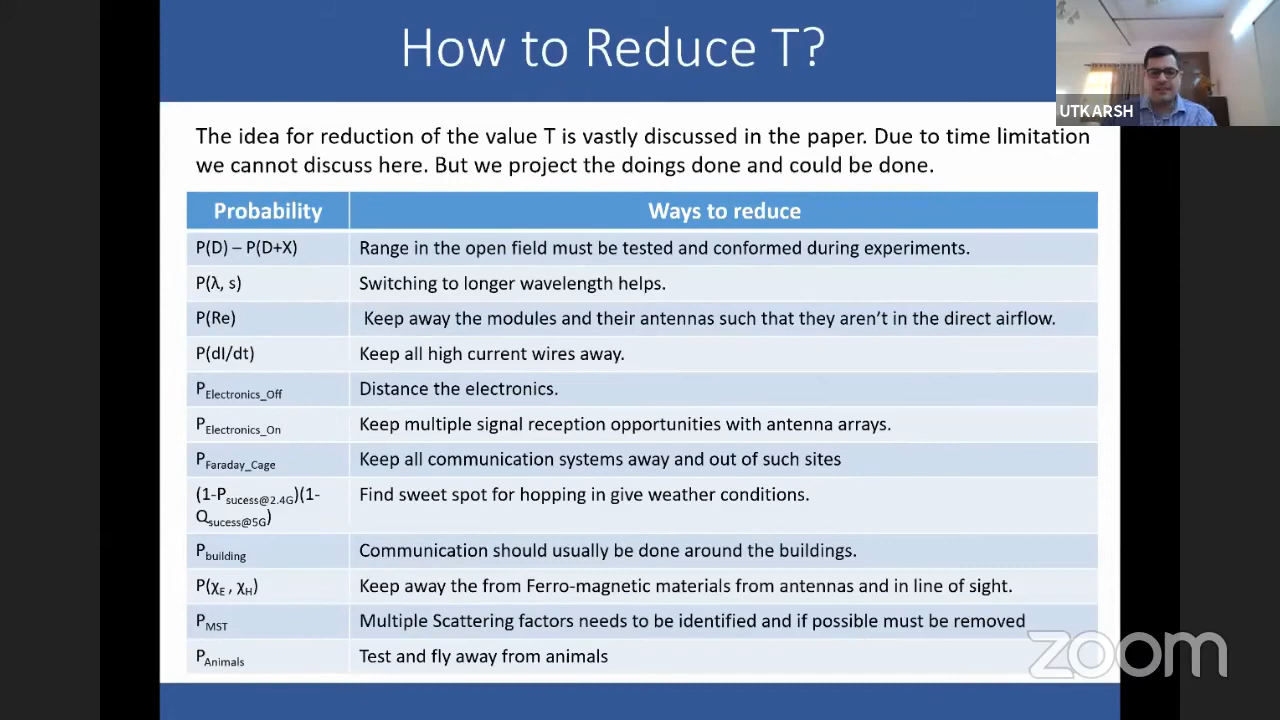 How to Reduce T?
UTKARSH
The idea for reduction of the value T is vastly discussed in the paper. Due to time limitation
we cannot discuss here. But we project the doings done and could be done.
Probability Ways to reduce
P(D) – P(D+X) Range in the open field must be tested and conformed during experiments.
P(λ, s) Switching to longer wavelength helps.
P(Re) Keep away the modules and their antennas such that they aren't in the direct airflow.
P(dI/dt) Keep all high current wires away.
P Electronics_Off Distance the electronics.
P Electronics_On Keep multiple signal reception opportunities with antenna arrays.
P Faraday_Cage Keep all communication systems away and out of such sites
(1-P sucess@2.4G)(1- Find sweet spot for hopping in give weather conditions.
Q sucess@5G)
P building Communication should usually be done around the buildings.
P(χE , χH) Keep away the from Ferro-magnetic materials from antennas and in line of sight.
P MST Multiple Scattering factors needs to be identified and if possible must be removed
P Animals Test and fly away from animals
zoom